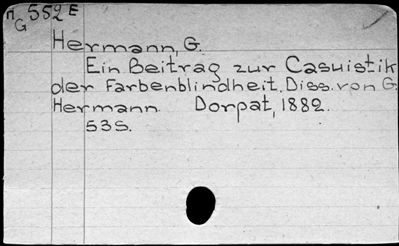 n 552 E
G
Hermann, G.
Ein Beitrag zur Casuistik
der Farbenblindheit. Diss. von G.
Hermann Dorpat, 1882.
53 S.